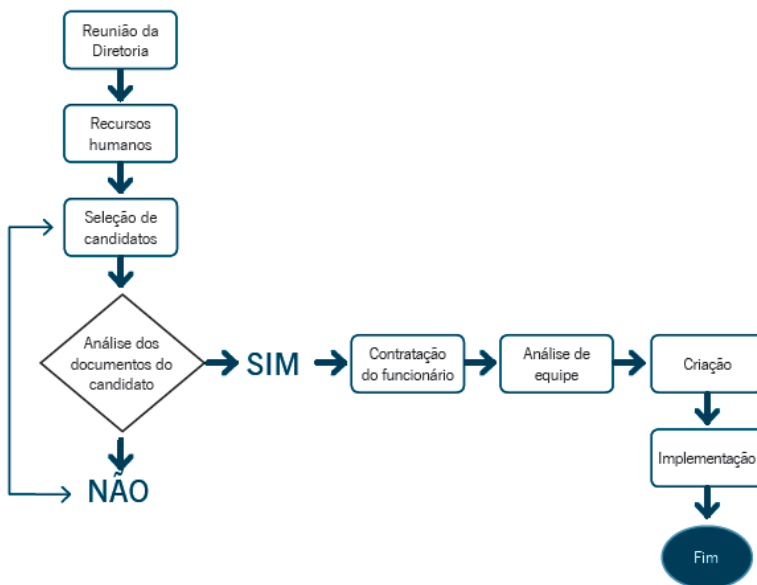 Reunião da
Diretoria
Recursos
humanos
Seleção de
candidatos
Análise dos
documentos do
candidato
SIM
Contratação
do funcionário
Análise de
equipe
Criação
NÃO
Implementação
Fim